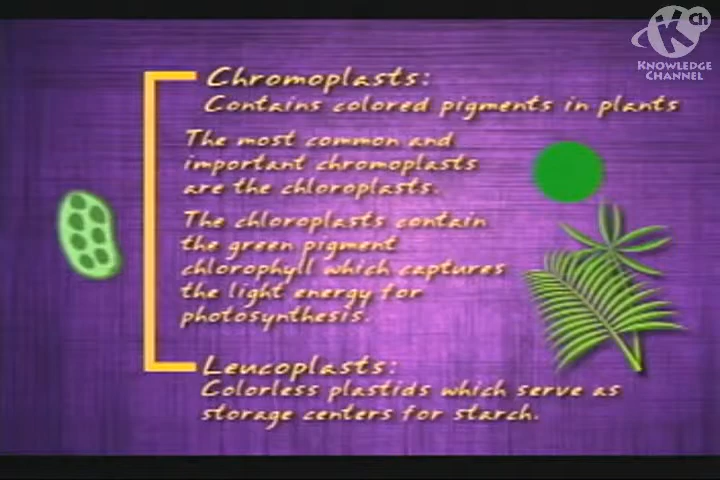 Ch
K
KNOWLEDGE
CHANNEL
Chromoplasts:
Contains colored pigments in plants
The most common and
important chromoplasts
are the chloroplasts.
The chloroplasts contain
the green pigment
chlorophyll which captures
the light energy for
photosynthesis.
Leucoplasts:
Colorless plastids which serve as
storage centers for starch.